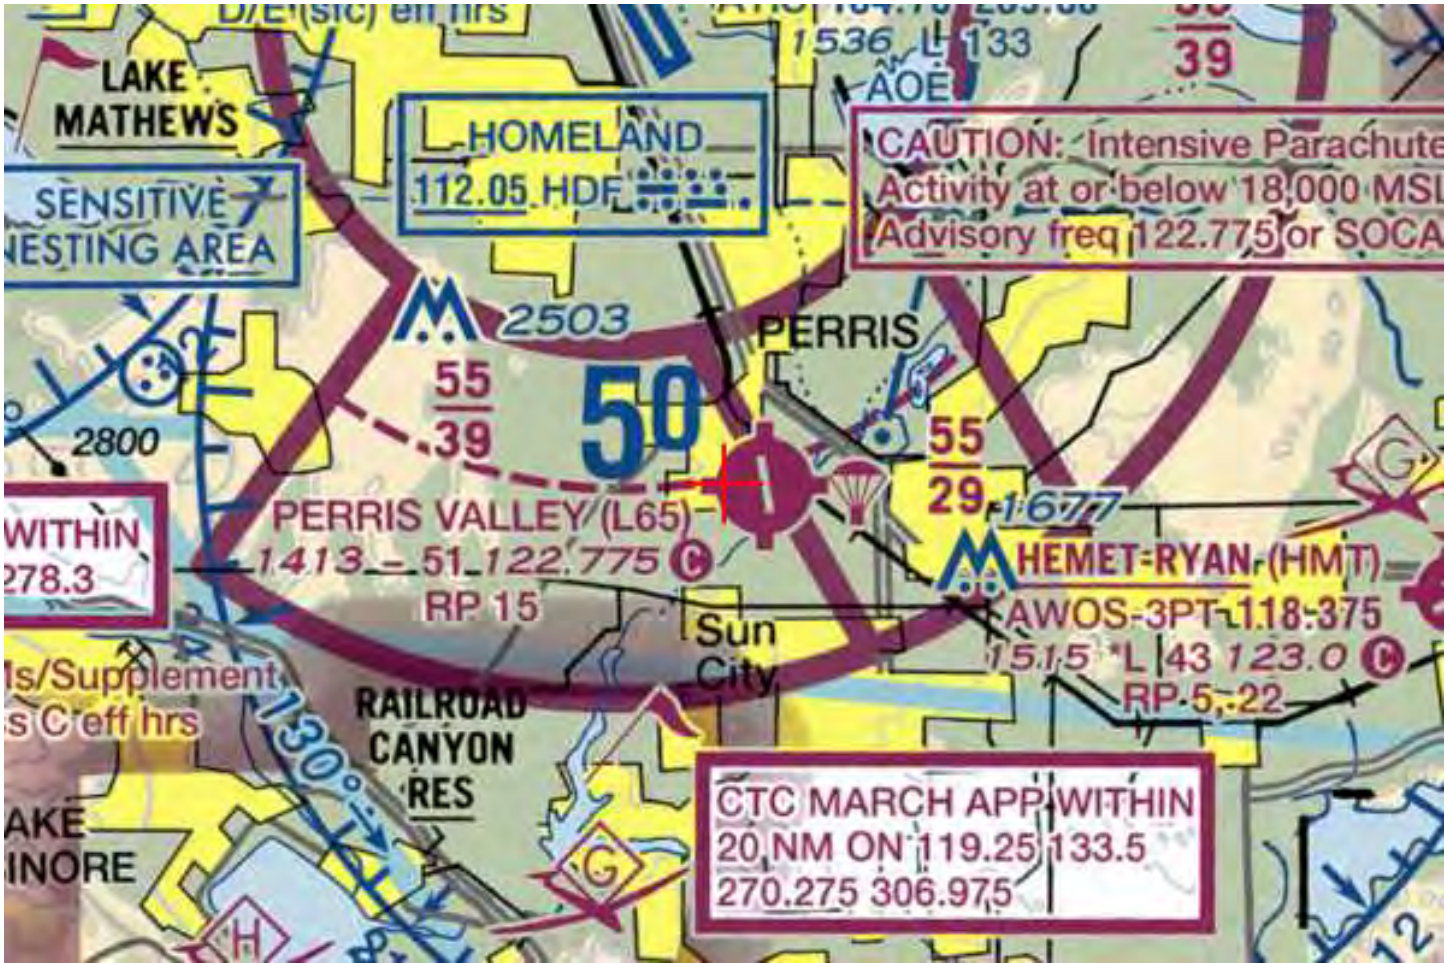 D/E (sfc) eff hrs
1536 L 133
AOE
39
LAKE
MATHEWS
HOMELAND
112.05 HDF
CAUTION: Intensive Parachute
Activity at or below 18,000 MSL
Advisory freq 122.775 or SOCA
SENSITIVE
NESTING AREA
2503
PERRIS
55
39
50
2800
55
29
1677
G
WITHIN
278.3
PERRIS VALLEY (L65)
1413 – 51 122.775 C
RP 15
HEMET-RYAN (HMT)
AWOS-3PT 118.375
1515 *L 43 123.0 C
RP 5, 22
Sun
City
Ms/Supplement
s C eff hrs
130°
RAILROAD
CANYON
RES
AKE
INORE
CTC MARCH APP WITHIN
20 NM ON 119.25 133.5
270.275 306.975
G
H
12